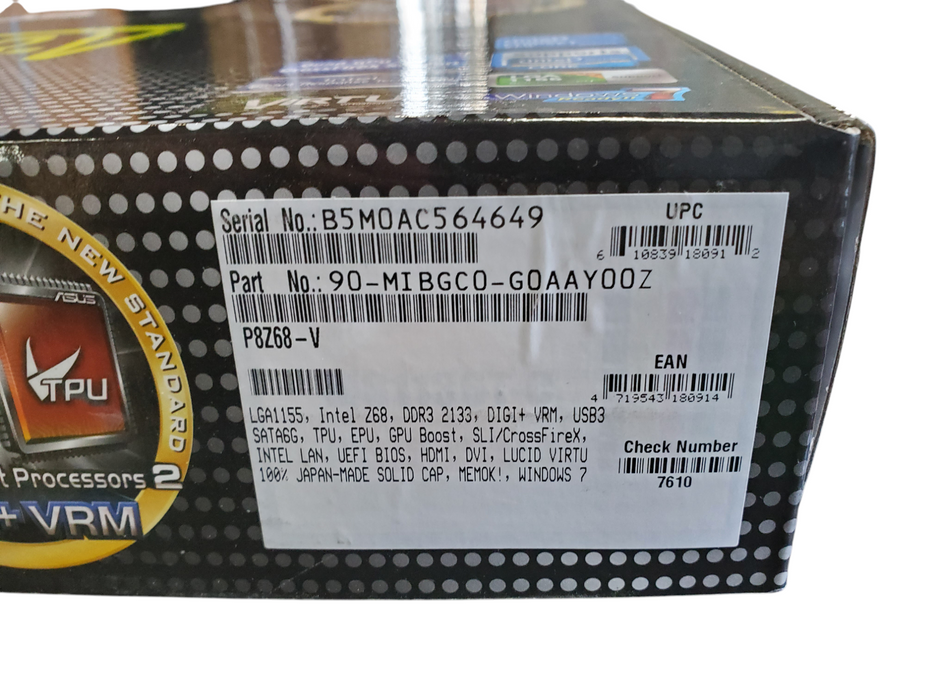 VIRTU
Windows
Serial No.:B5M0AC564649
UPC
6 10839 18091 2
Part No.:90-MIBGC0-G0AAY00Z
P8Z68-V
EAN
4 719543 180914
LGA1155, Intel Z68, DDR3 2133, DIGI+ VRM, USB3
SATA6G, TPU, EPU, GPU Boost, SLI/CrossFireX,
INTEL LAN, UEFI BIOS, HDMI, DVI, LUCID VIRTU
100% JAPAN-MADE SOLID CAP, MEMOK!, WINDOWS 7
Check Number
7610
THE NEW STANDARD
ASUS
TPU
t Processors 2
+ VRM